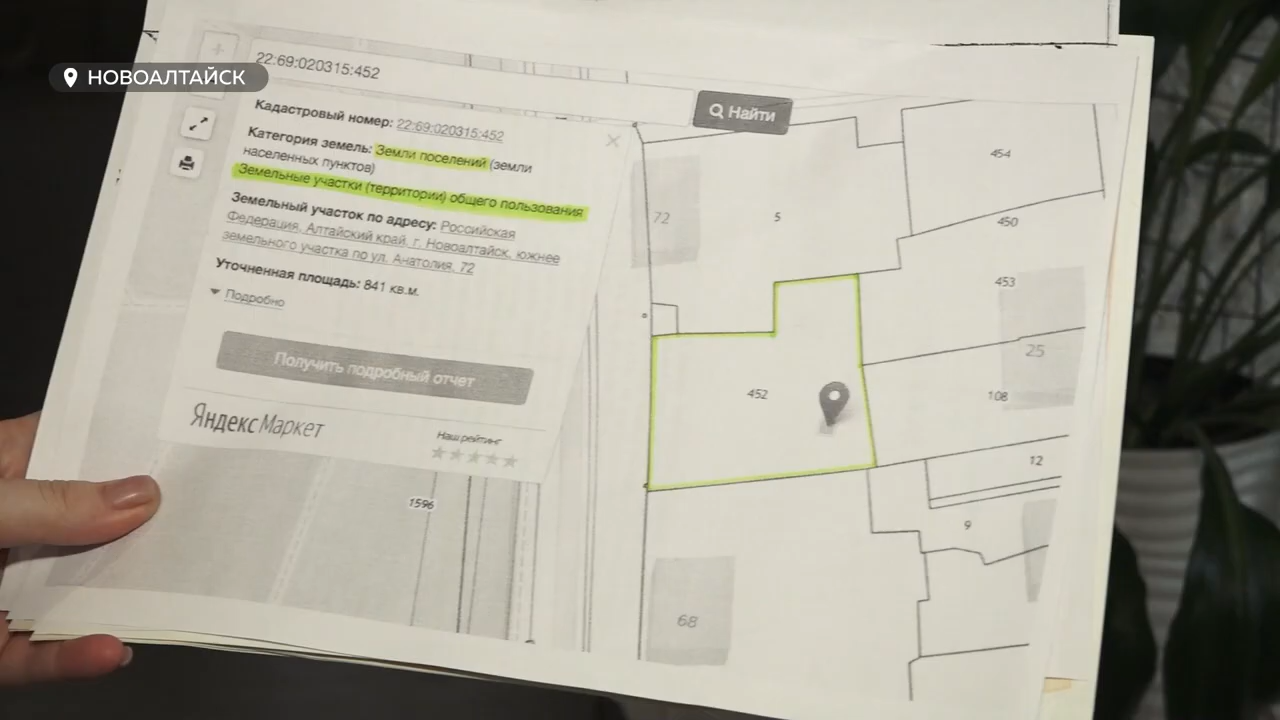 НОВОАЛТАЙСК
22:69:020315:452
Найти
Кадастровый номер: 22:69:020315:452
Категория земель: Земли поселений (земли
населенных пунктов)
Земельные участки (территории) общего пользования
Земельный участок по адресу: Российская
Федерация, Алтайский край, г. Новоалтайск, южнее
земельного участка по ул. Анатолия, 72
Уточненная площадь: 841 кв.м.
Подробно
Получить подробный отчет
Яндекс Маркет
Наш рейтинг
1596
454
72
5
450
453
25
452
108
12
9
68